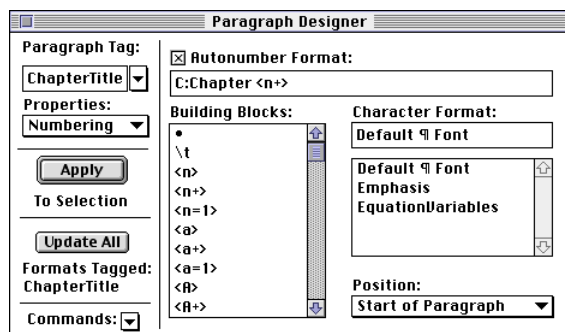 Paragraph Designer
Paragraph Tag:
ChapterTitle
Properties:
Numbering
Apply
To Selection
Update All
Formats Tagged:
ChapterTitle
Commands:
Autonumber Format:
C:Chapter <n+>
Building Blocks:
•
\t
<n>
<n+>
<n=1>
<a>
<a+>
<a=1>
<A>
<A+>
Character Format:
Default ¶ Font
Default ¶ Font
Emphasis
EquationVariables
Position:
Start of Paragraph